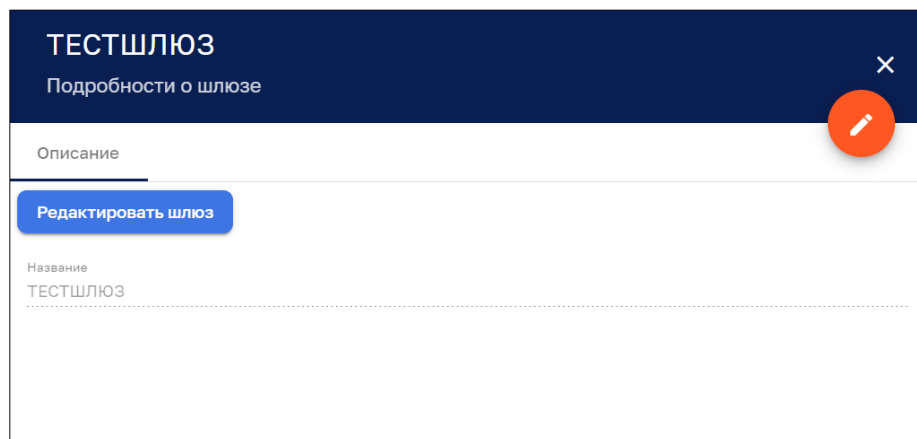 ТЕСТШЛЮЗ
Подробности о шлюзе
Описание
Редактировать шлюз
Название
ТЕСТШЛЮЗ